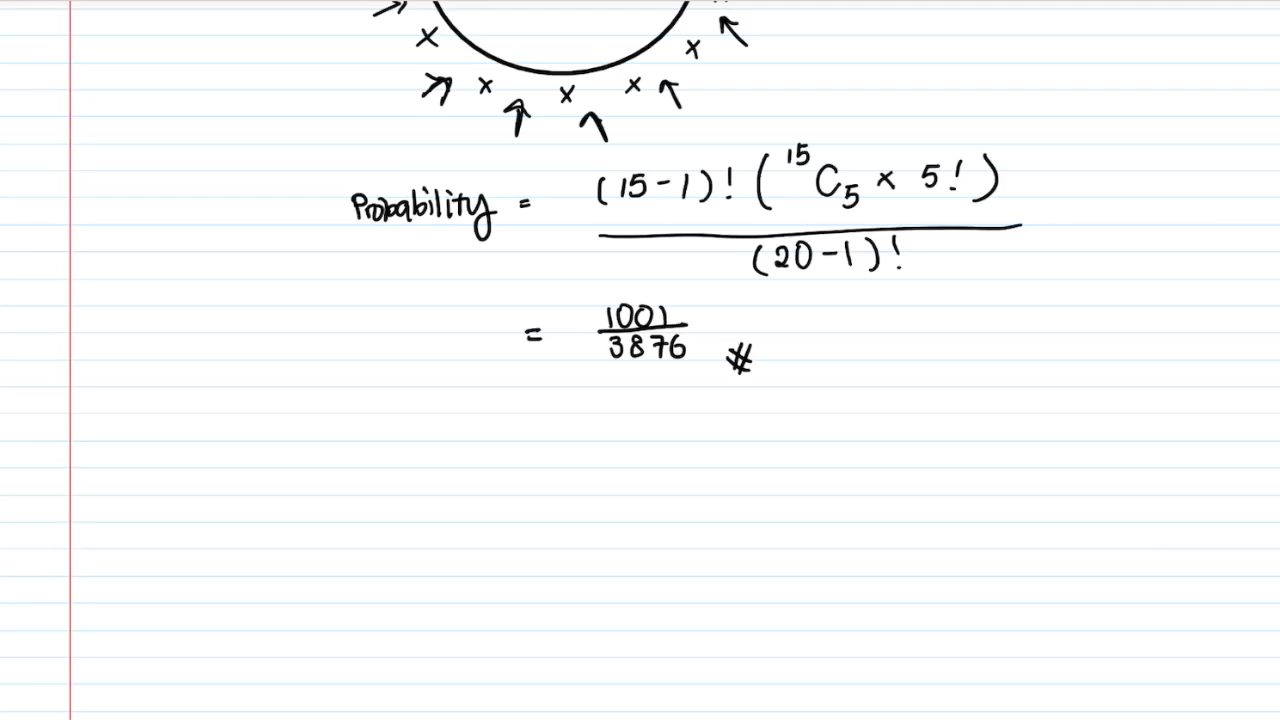 Probability = (15-1)! ( ¹⁵C₅ × 5! )
(20-1)!
= 1001
3876 #